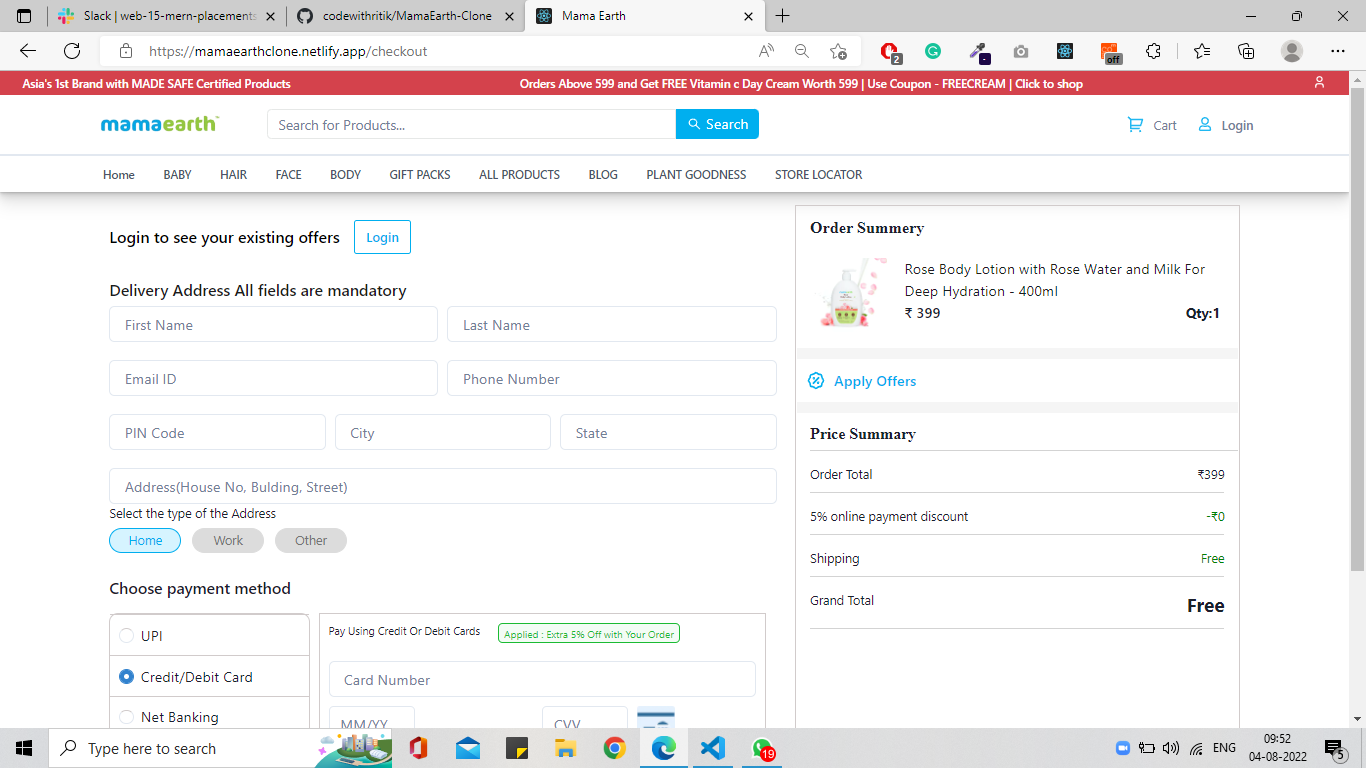 Slack | web-15-mern-placements
codewithritik/MamaEarth-Clone
Mama Earth
https://mamaearthclone.netlify.app/checkout
2
off
Asia's 1st Brand with MADE SAFE Certified Products
Orders Above 599 and Get FREE Vitamin c Day Cream Worth 599 | Use Coupon - FREECREAM | Click to shop
mamaearth
Search for Products...
Search
Cart
Login
Home BABY HAIR FACE BODY GIFT PACKS ALL PRODUCTS BLOG PLANT GOODNESS STORE LOCATOR
Login to see your existing offers
Login
Delivery Address All fields are mandatory
First Name
Last Name
Email ID
Phone Number
PIN Code
City
State
Address(House No, Bulding, Street)
Select the type of the Address
Home
Work
Other
Choose payment method
UPI
Credit/Debit Card
Net Banking
Pay Using Credit Or Debit Cards
Applied : Extra 5% Off with Your Order
Card Number
MM/YY
CVV
Order Summery
Rose Body Lotion with Rose Water and Milk For
Deep Hydration - 400ml
₹ 399
Qty:1
Apply Offers
Price Summary
Order Total ₹399
5% online payment discount -₹0
Shipping Free
Grand Total Free
Type here to search
19
ENG
09:52
04-08-2022
5